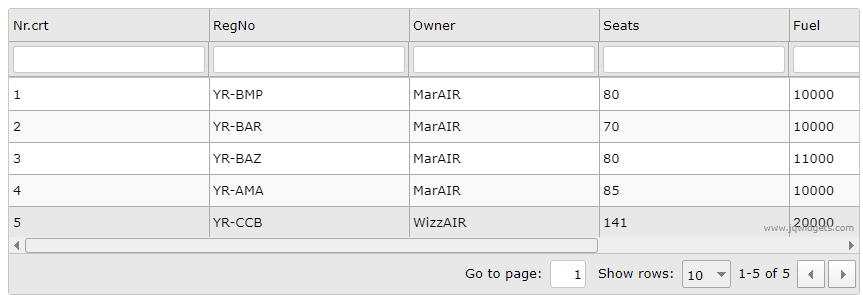 Nr.crt RegNo Owner Seats Fuel
1 YR-BMP MarAIR 80 10000
2 YR-BAR MarAIR 70 10000
3 YR-BAZ MarAIR 80 11000
4 YR-AMA MarAIR 85 10000
5 YR-CCB WizzAIR 141 20000
www.jqwidgets.com
Go to page: 1 Show rows: 10 1-5 of 5